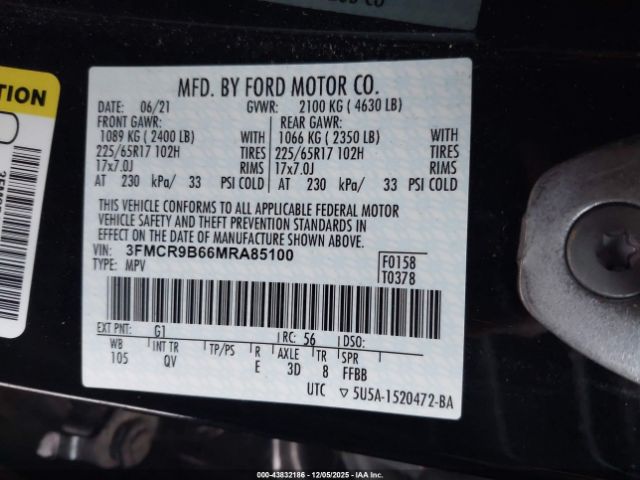 TION
MFD. BY FORD MOTOR CO.
DATE: 06/21 GVWR: 2100 KG ( 4630 LB)
FRONT GAWR: REAR GAWR:
1089 KG ( 2400 LB) WITH 1066 KG ( 2350 LB) WITH
225/65R17 102H TIRES 225/65R17 102H TIRES
17x7.0J RIMS 17x7.0J RIMS
AT 230 kPa/ 33 PSI COLD AT 230 kPa/ 33 PSI COLD
THIS VEHICLE CONFORMS TO ALL APPLICABLE FEDERAL MOTOR
VEHICLE SAFETY AND THEFT PREVENTION STANDARDS IN
EFFECT ON THE DATE OF MANUFACTURE SHOWN ABOVE.
VIN: 3FMCR9B66MRA85100 F0158
TYPE: MPV T0378
EXT PNT: G1 RC: 56 DSO:
WB INT TR TP/PS R AXLE TR SPR
105 QV E 3D 8 FFBB
UTC ▽ 5U5A-1520472-BA
000-43832186 - 12/05/2025 - IAA Inc.